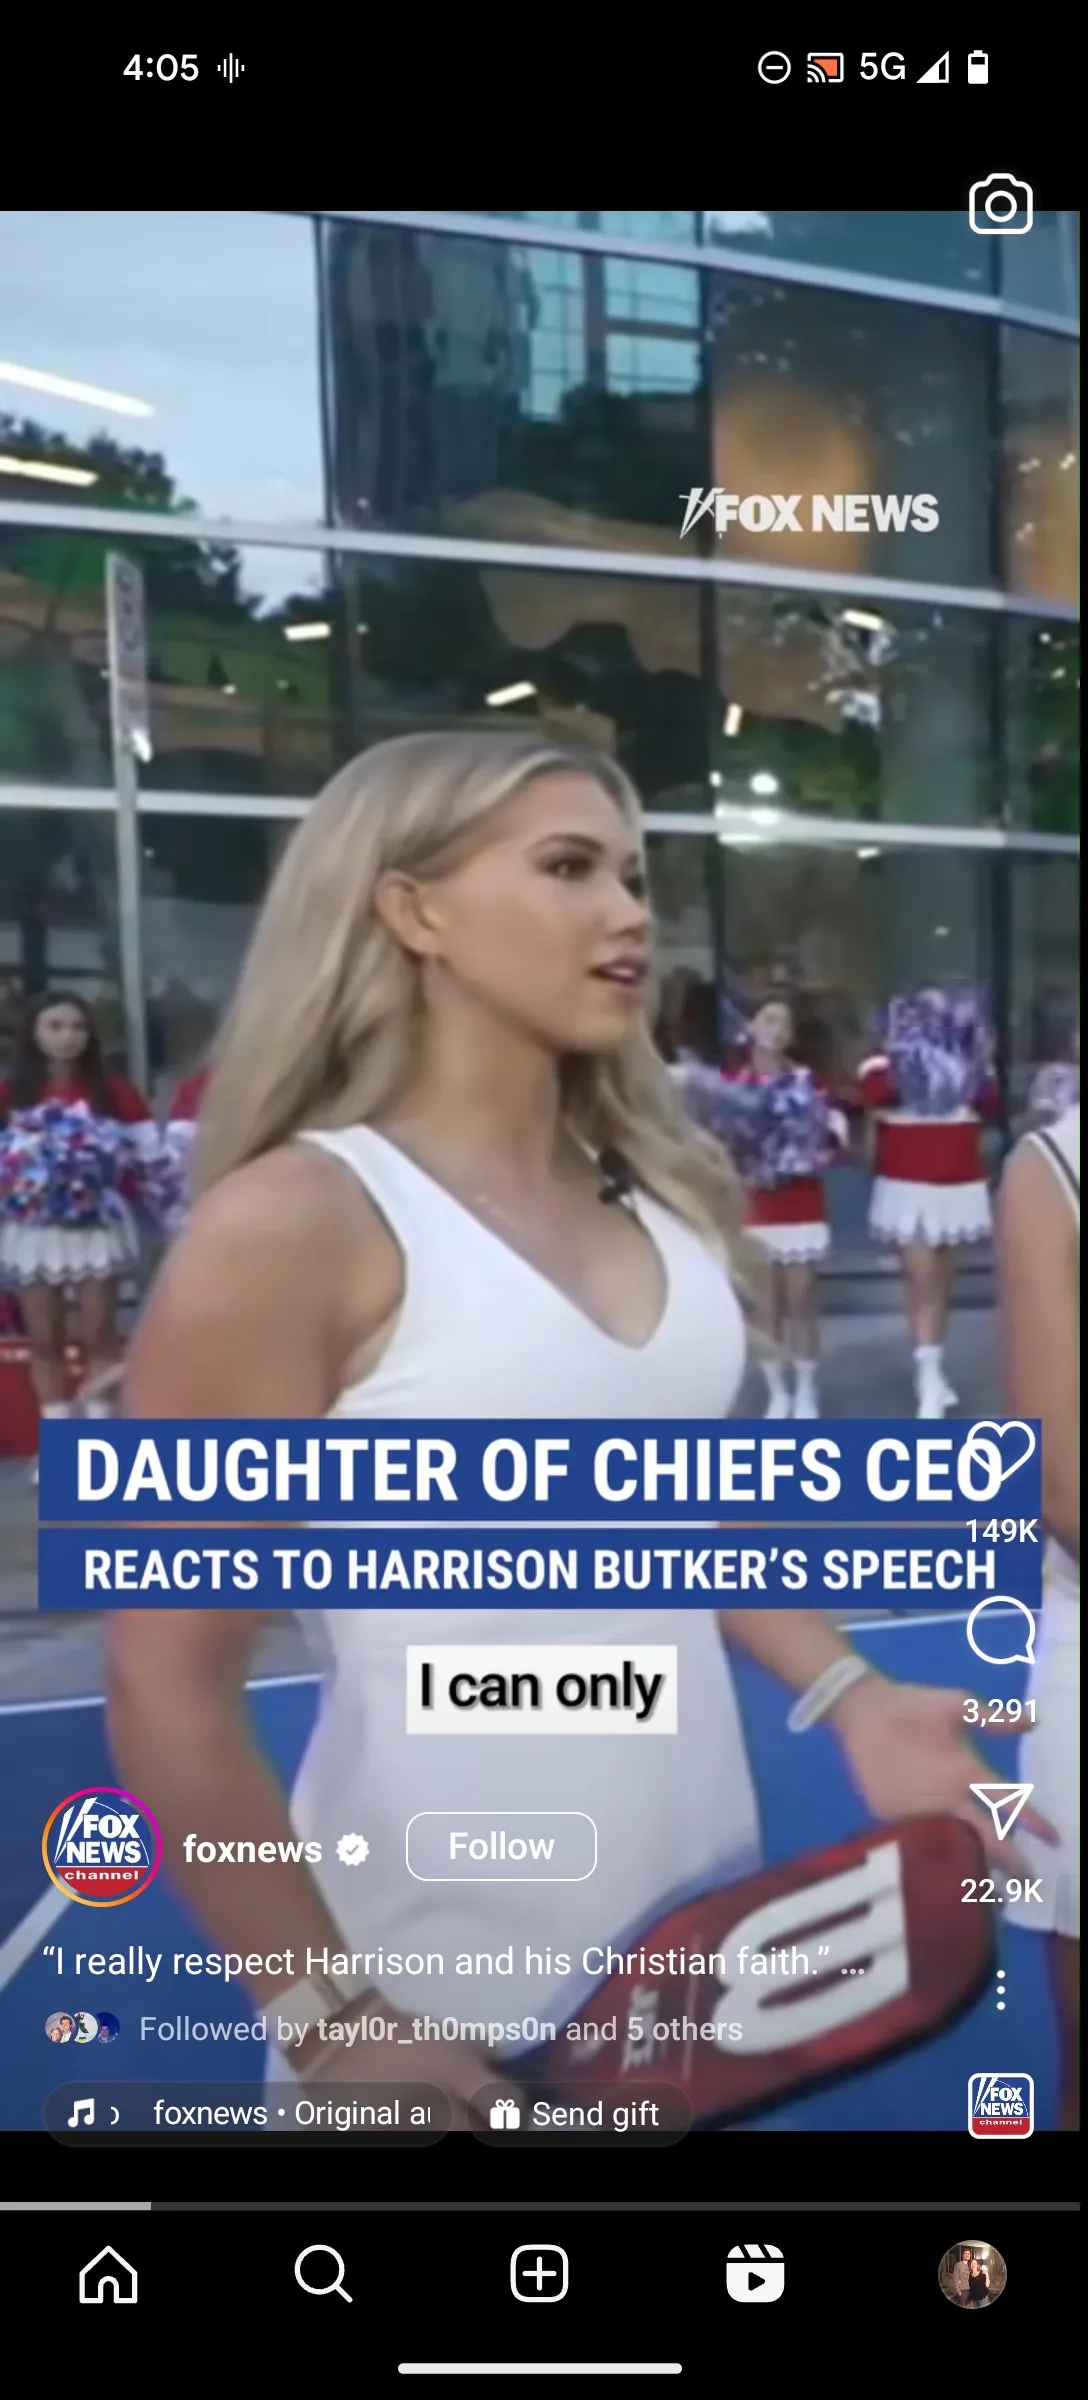 4:05
5G
FOX NEWS
DAUGHTER OF CHIEFS CEO
149K
REACTS TO HARRISON BUTKER'S SPEECH
I can only
3,291
FOX
NEWS
channel
foxnews
Follow
22.9K
“I really respect Harrison and his Christian faith.” ...
Followed by tayl0r_th0mps0n and 5 others
foxnews • Original au
Send gift
FOX
NEWS
channel